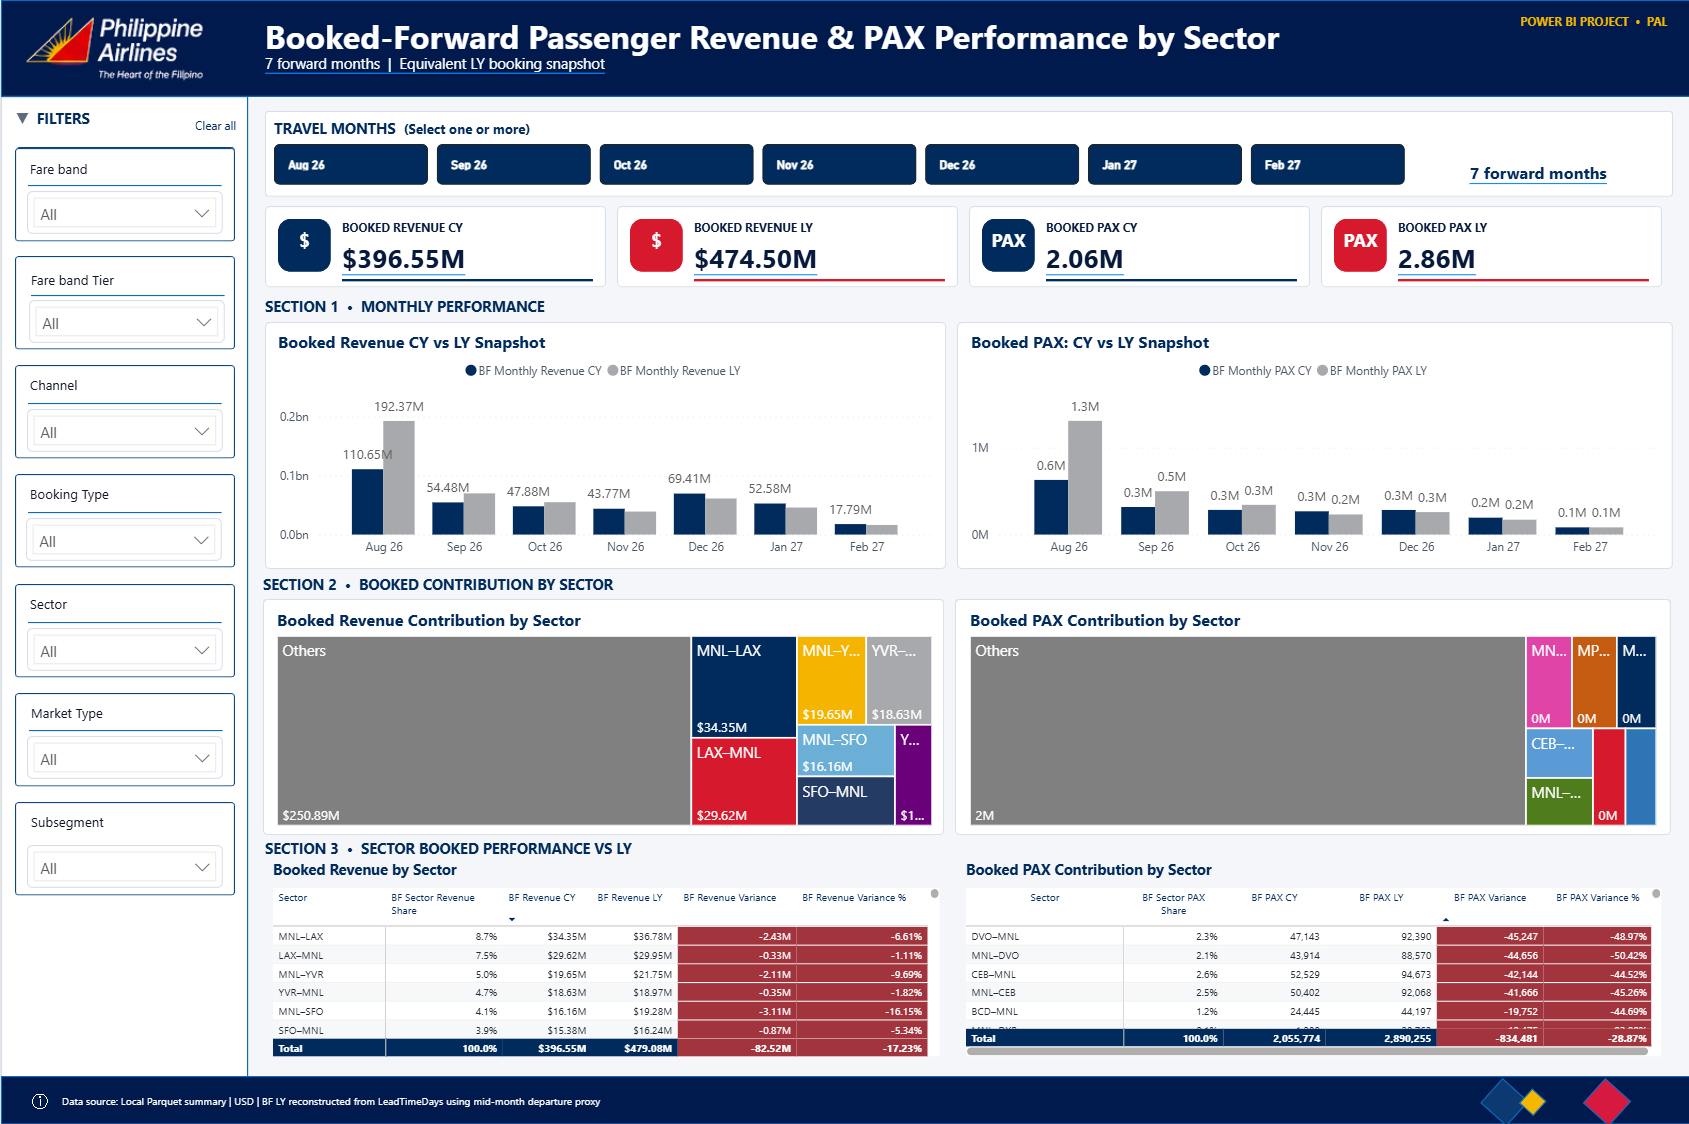 Philippine
Airlines
The Heart of the Filipino
Booked-Forward Passenger Revenue & PAX Performance by Sector
7 forward months | Equivalent LY booking snapshot
POWER BI PROJECT • PAL
FILTERS
Clear all
Fare band
All
Fare band Tier
All
Channel
All
Booking Type
All
Sector
All
Market Type
All
Subsegment
All
TRAVEL MONTHS (Select one or more)
Aug 26 Sep 26 Oct 26 Nov 26 Dec 26 Jan 27 Feb 27
7 forward months
$ BOOKED REVENUE CY
$396.55M
$ BOOKED REVENUE LY
$474.50M
PAX BOOKED PAX CY
2.06M
PAX BOOKED PAX LY
2.86M
SECTION 1 • MONTHLY PERFORMANCE
Booked Revenue CY vs LY Snapshot
BF Monthly Revenue CY BF Monthly Revenue LY
192.37M
0.2bn
110.65M
0.1bn
54.48M 47.88M 43.77M 69.41M 52.58M 17.79M
0.0bn
Aug 26 Sep 26 Oct 26 Nov 26 Dec 26 Jan 27 Feb 27
Booked PAX: CY vs LY Snapshot
BF Monthly PAX CY BF Monthly PAX LY
1.3M
1M
0.6M
0.3M 0.5M 0.3M 0.3M 0.3M 0.2M 0.3M 0.3M 0.2M 0.2M 0.1M 0.1M
0M
Aug 26 Sep 26 Oct 26 Nov 26 Dec 26 Jan 27 Feb 27
SECTION 2 • BOOKED CONTRIBUTION BY SECTOR
Booked Revenue Contribution by Sector
Others
$250.89M
MNL–LAX
$34.35M
LAX–MNL
$29.62M
MNL–Y...
$19.65M
YVR–...
$18.63M
MNL–SFO
$16.16M
SFO–MNL
Y...
$1...
Booked PAX Contribution by Sector
Others
2M
MN...
0M
MP...
0M
M...
0M
CEB–...
MNL–...
0M
SECTION 3 • SECTOR BOOKED PERFORMANCE VS LY
Booked Revenue by Sector
Sector BF Sector Revenue Share BF Revenue CY BF Revenue LY BF Revenue Variance BF Revenue Variance %
MNL–LAX 8.7% $34.35M $36.78M -2.43M -6.61%
LAX–MNL 7.5% $29.62M $29.95M -0.33M -1.11%
MNL–YVR 5.0% $19.65M $21.75M -2.11M -9.69%
YVR–MNL 4.7% $18.63M $18.97M -0.35M -1.82%
MNL–SFO 4.1% $16.16M $19.28M -3.11M -16.15%
SFO–MNL 3.9% $15.38M $16.24M -0.87M -5.34%
Total 100.0% $396.55M $479.08M -82.52M -17.23%
Booked PAX Contribution by Sector
Sector BF Sector PAX Share BF PAX CY BF PAX LY BF PAX Variance BF PAX Variance %
DVO–MNL 2.3% 47,143 92,390 -45,247 -48.97%
MNL–DVO 2.1% 43,914 88,570 -44,656 -50.42%
CEB–MNL 2.6% 52,529 94,673 -42,144 -44.52%
MNL–CEB 2.5% 50,402 92,068 -41,666 -45.26%
BCD–MNL 1.2% 24,445 44,197 -19,752 -44.69%
Total 100.0% 2,055,774 2,890,255 -834,481 -28.87%
Data source: Local Parquet summary | USD | BF LY reconstructed from LeadTimeDays using mid-month departure proxy